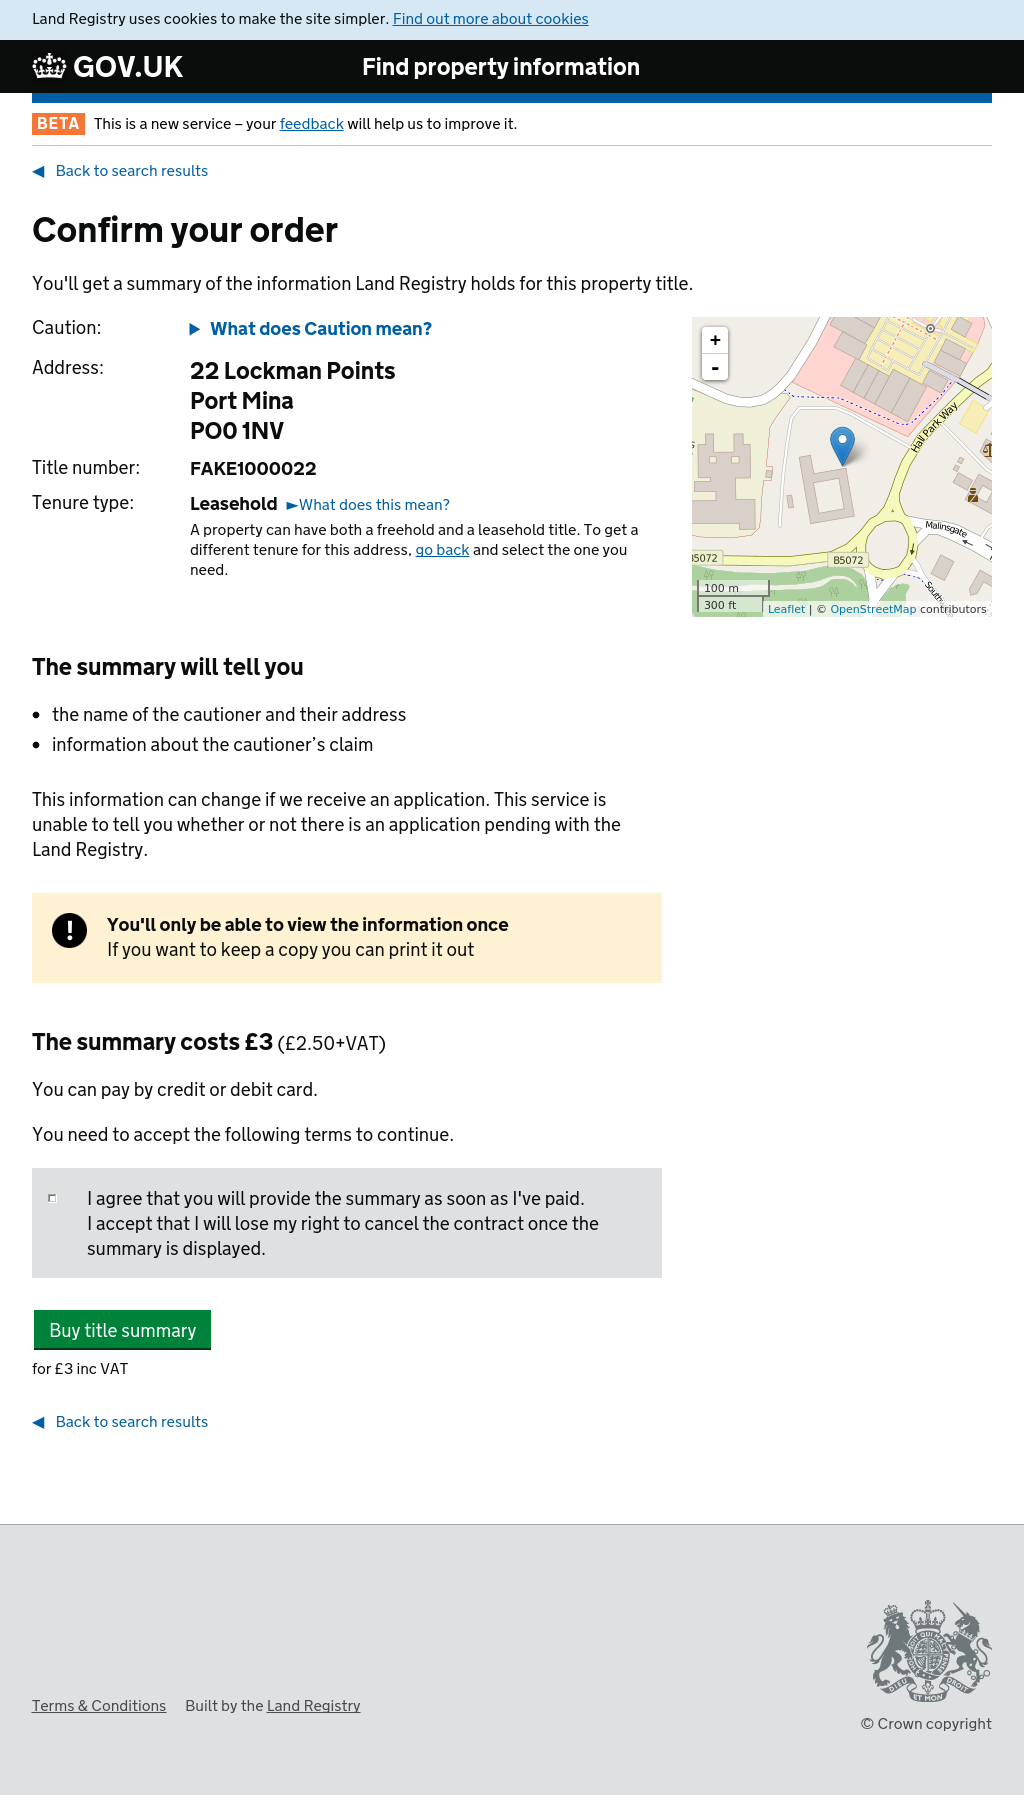 Land Registry uses cookies to make the site simpler. Find out more about cookies
GOV.UK
Find property information
BETA This is a new service – your feedback will help us to improve it.
◀ Back to search results
Confirm your order
You'll get a summary of the information Land Registry holds for this property title.
Caution: ▶ What does Caution mean?
Address: 22 Lockman Points
Port Mina
PO0 1NV
Title number: FAKE1000022
Tenure type: Leasehold ►What does this mean?
A property can have both a freehold and a leasehold title. To get a
different tenure for this address, go back and select the one you
need.
+
-
Hall Park Way
Malinsgate
B5072
B5072
100 m
300 ft
Leaflet | © OpenStreetMap contributors
The summary will tell you
• the name of the cautioner and their address
• information about the cautioner’s claim
This information can change if we receive an application. This service is
unable to tell you whether or not there is an application pending with the
Land Registry.
! You'll only be able to view the information once
If you want to keep a copy you can print it out
The summary costs £3 (£2.50+VAT)
You can pay by credit or debit card.
You need to accept the following terms to continue.
I agree that you will provide the summary as soon as I've paid.
I accept that I will lose my right to cancel the contract once the
summary is displayed.
Buy title summary
for £3 inc VAT
◀ Back to search results
Terms & Conditions Built by the Land Registry
© Crown copyright